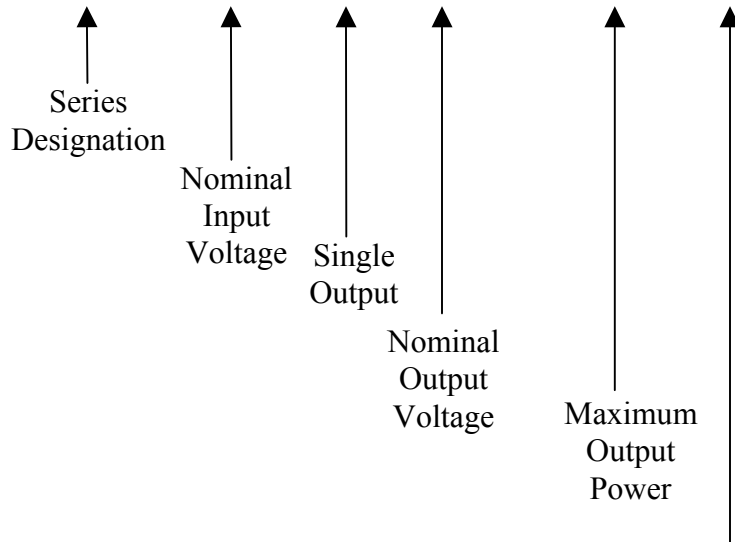 Series
Designation
Nominal
Input
Voltage
Single
Output
Nominal
Output
Voltage
Maximum
Output
Power